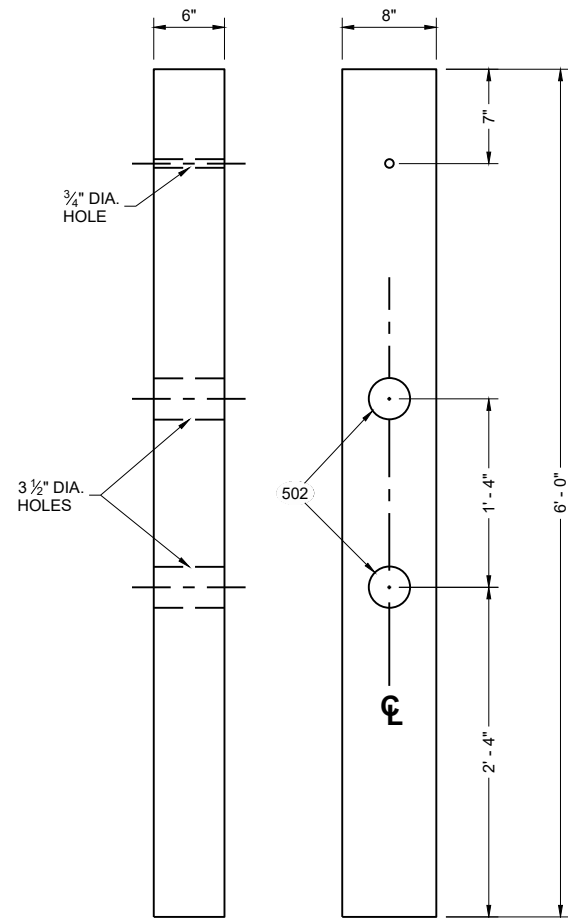 6"
8"
7"
¾" DIA.
HOLE
3 ½" DIA.
HOLES
502
1' - 4"
6' - 0"
2' - 4"
℄